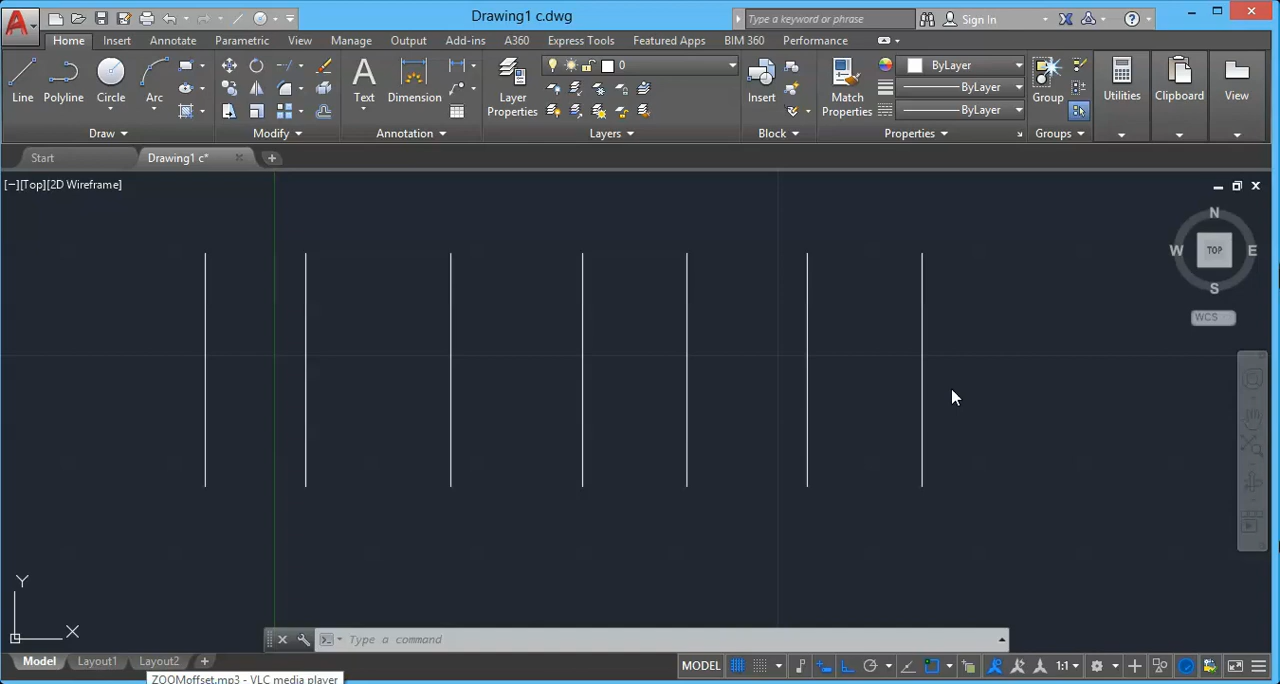 Drawing1 c.dwg
Type a keyword or phrase
Sign In
Home Insert Annotate Parametric View Manage Output Add-ins A360 Express Tools Featured Apps BIM 360 Performance
Line Polyline Circle Arc
Text Dimension
Layer Properties
0
Insert
Match Properties
ByLayer
ByLayer
ByLayer
Group Utilities Clipboard View
Draw Modify Annotation Layers Block Properties Groups
Start Drawing1 c*
[−][Top][2D Wireframe]
N
W TOP E
S
WCS
Y
X
Type a command
Model Layout1 Layout2 MODEL 1:1
ZOOMoffset.mp3 - VLC media player